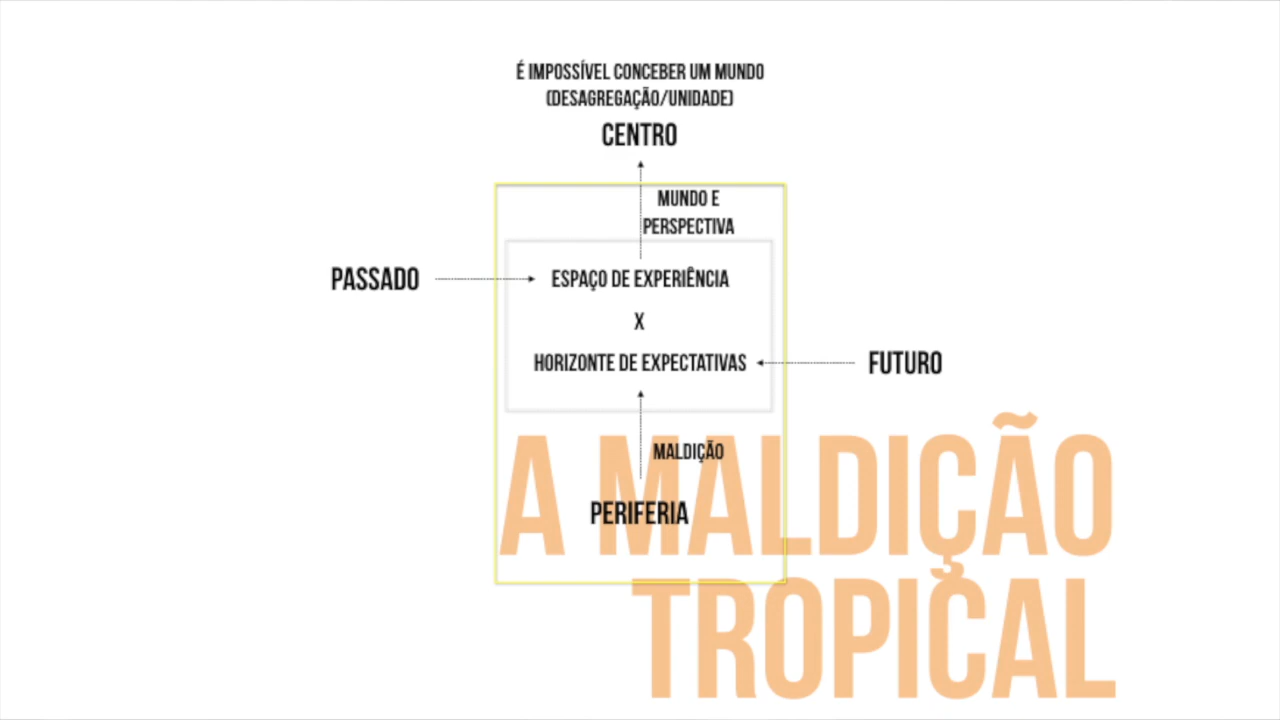 É IMPOSSÍVEL CONCEBER UM MUNDO
(DESAGREGAÇÃO/UNIDADE)
CENTRO
MUNDO E
PERSPECTIVA
PASSADO
ESPAÇO DE EXPERIÊNCIA
X
HORIZONTE DE EXPECTATIVAS
FUTURO
MALDIÇÃO
PERIFERIA
A MALDIÇÃO
TROPICAL